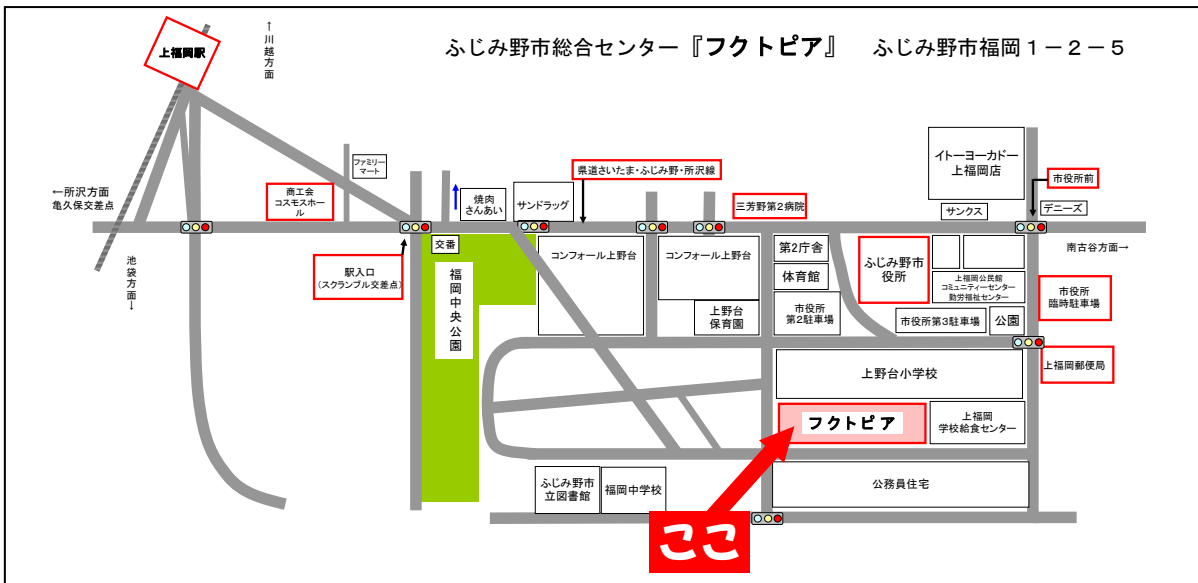 ふじみ野市総合センター『フクトピア』　ふじみ野市福岡１－２－５
上福岡駅
↑川越方面
ファミリー
マート
←所沢方面
亀久保交差点
商工会
コスモスホール
池袋方面→
駅入口
（スクランブル交差点）
交番
焼肉
さんあい
サンドラッグ
県道さいたま・ふじみ野・所沢線
三芳野第2病院
イトーヨーカドー
上福岡店
サンクス
市役所前
デニーズ
南古谷方面→
福岡中央公園
コンフォール上野台
コンフォール上野台
上野台
保育園
第2庁舎
体育館
市役所
第2駐車場
ふじみ野市
役所
上福岡公民館
コミュニティーセンター
勤労福祉センター
市役所第3駐車場
公園
市役所
臨時駐車場
上福岡郵便局
上野台小学校
フクトピア
上福岡
学校給食センター
公務員住宅
ふじみ野市
立図書館
福岡中学校
ここ